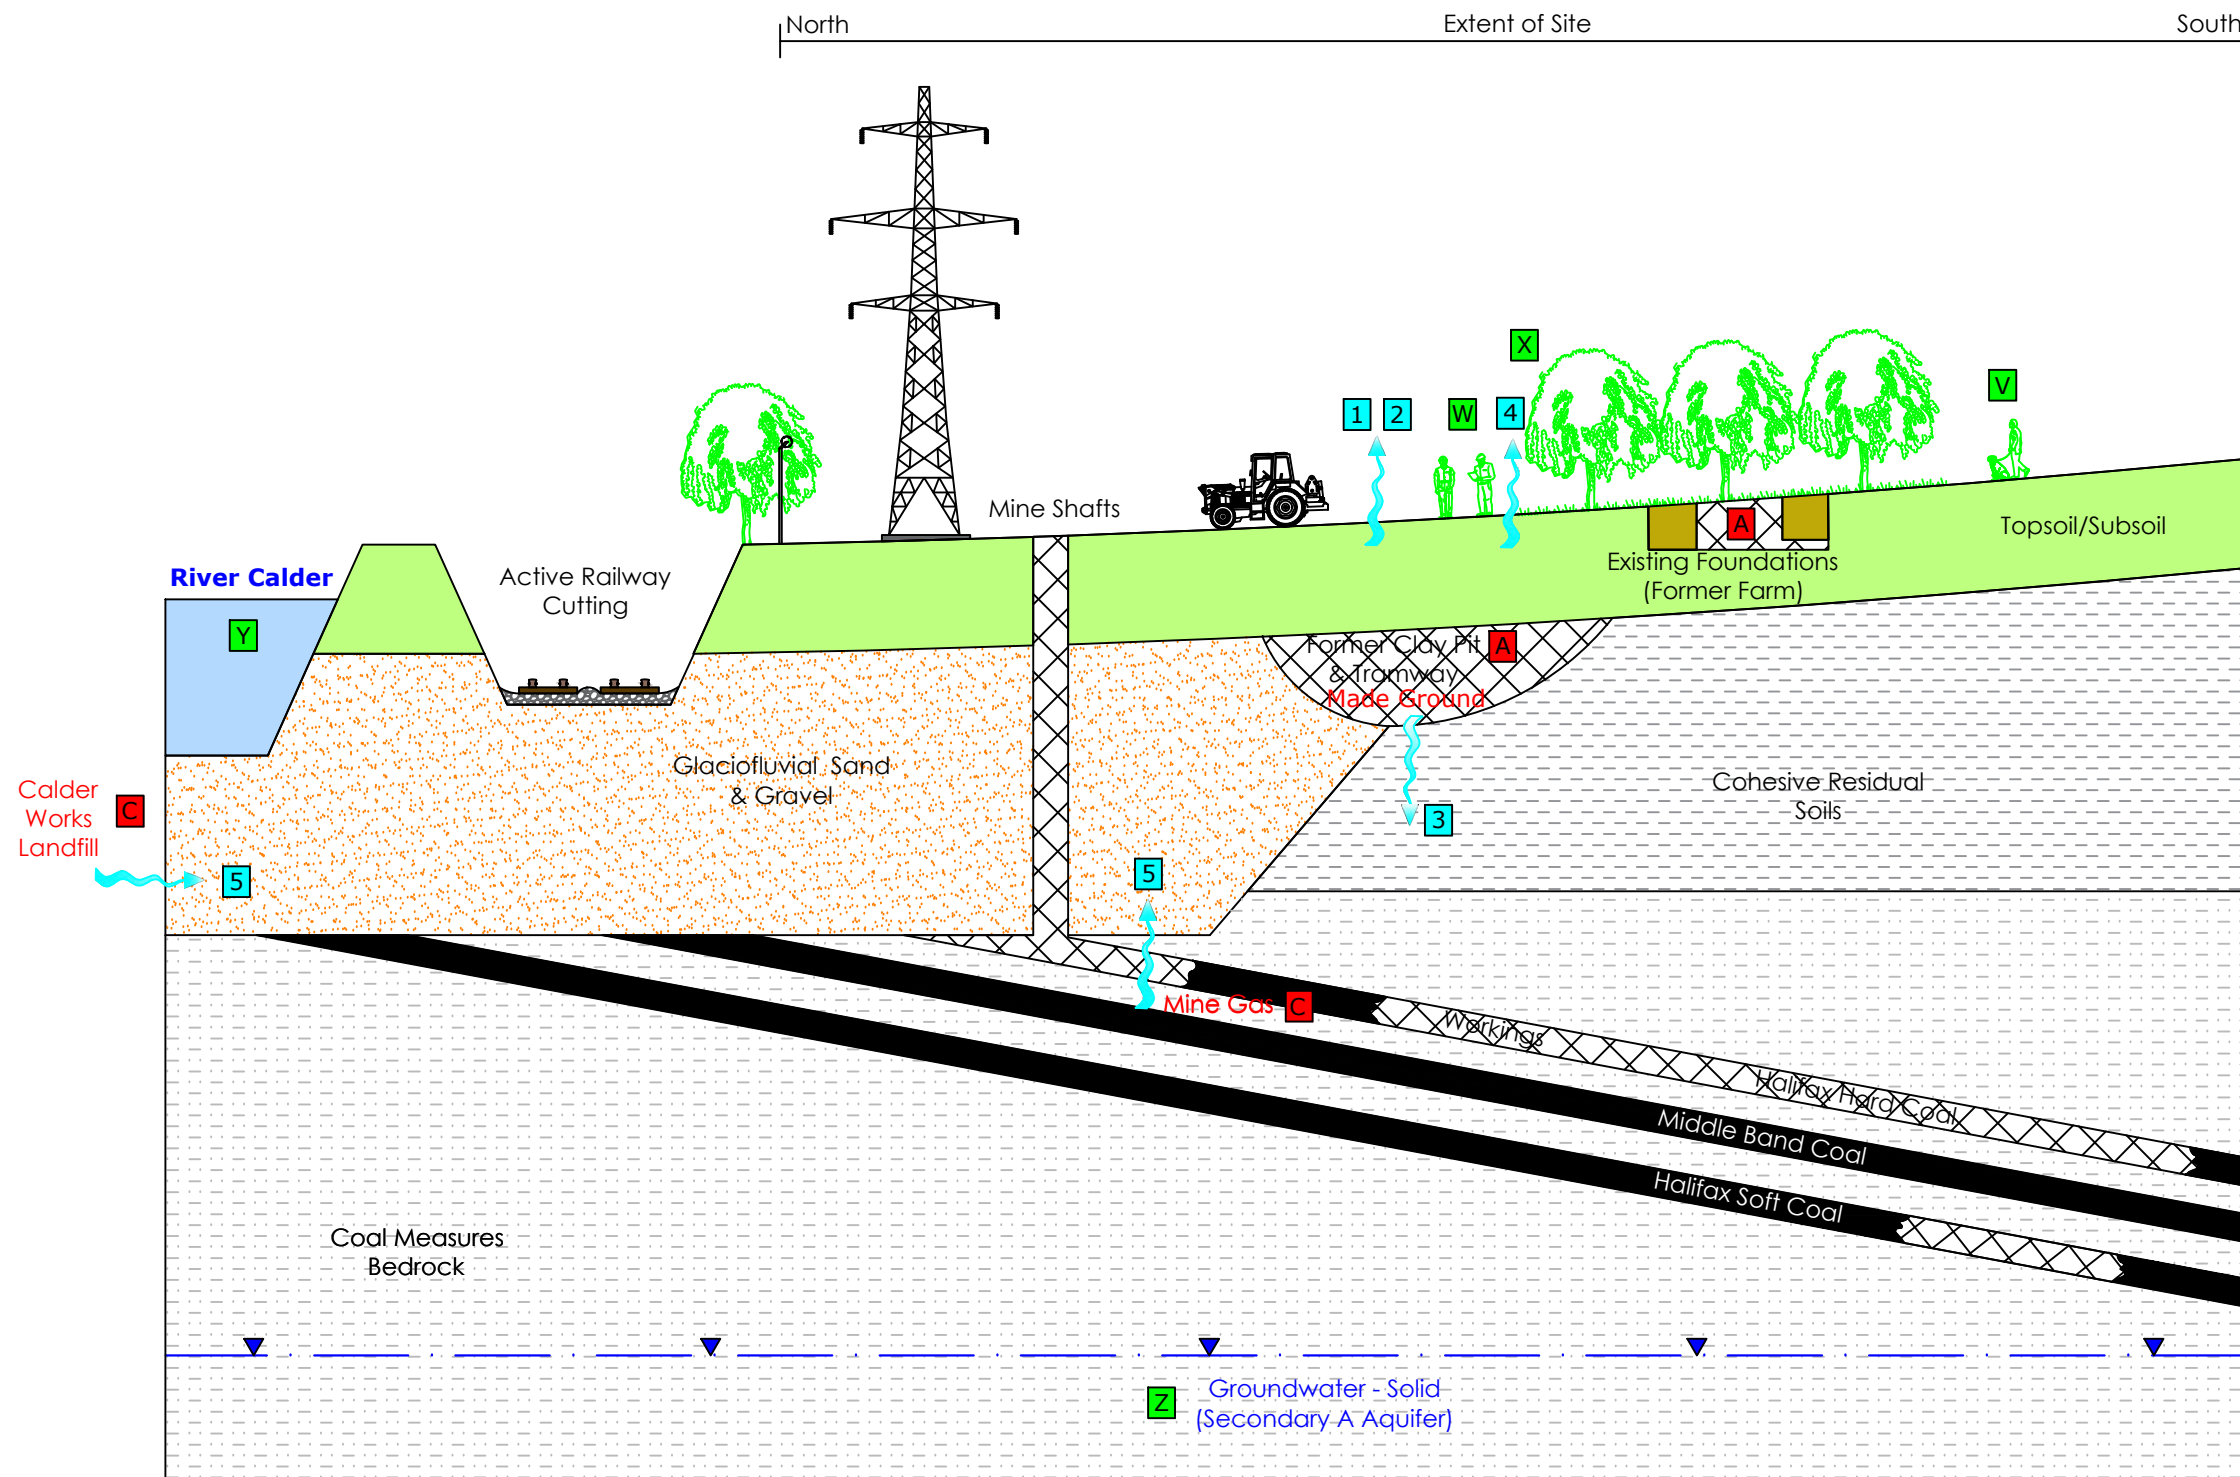 North
Extent of Site
South
X
V
1
2
W
4
Mine Shafts
A
Topsoil/Subsoil
Existing Foundations
(Former Farm)
River Calder
Active Railway
Cutting
Y
Former Clay Pit
& Tramway
A
Made Ground
Glaciofluvial Sand
& Gravel
Cohesive Residual
Soils
Calder
Works
Landfill
C
3
5
5
Mine Gas
C
Workings
Halifax Hard Coal
Middle Band Coal
Halifax Soft Coal
Coal Measures
Bedrock
Z
Groundwater - Solid
(Secondary A Aquifer)